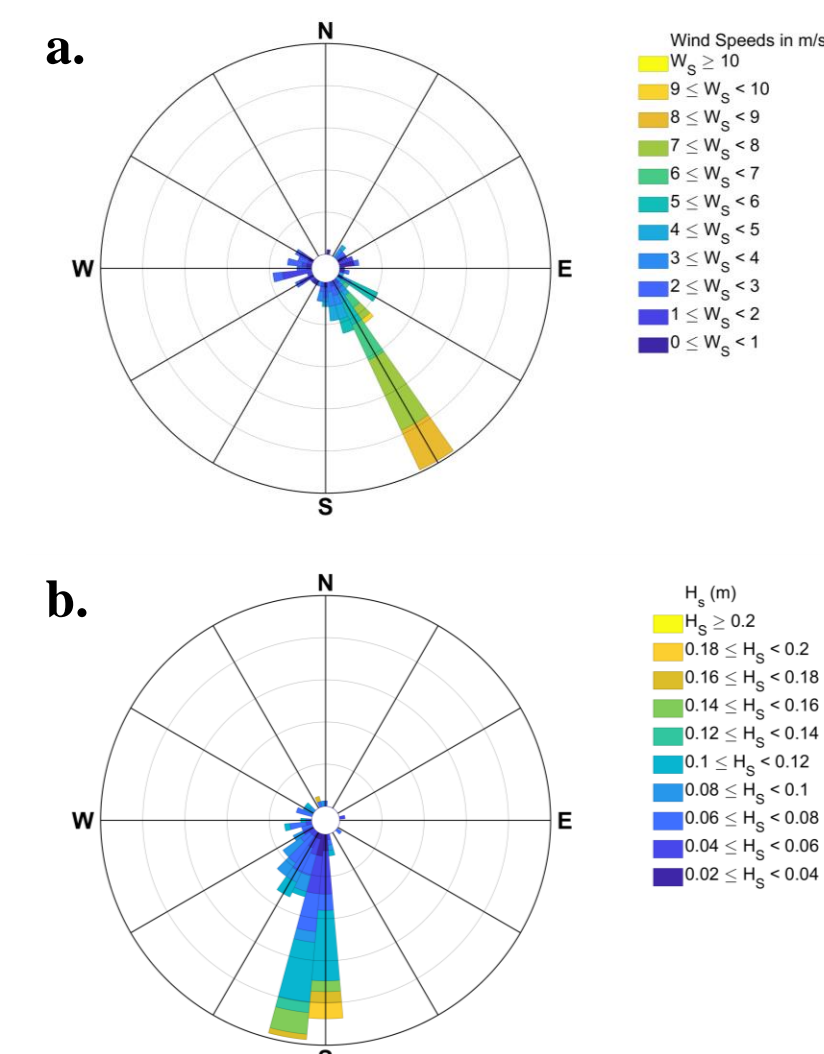 a.
N
W
E
S
Wind Speeds in m/s
W_S ≥ 10
9 ≤ W_S < 10
8 ≤ W_S < 9
7 ≤ W_S < 8
6 ≤ W_S < 7
5 ≤ W_S < 6
4 ≤ W_S < 5
3 ≤ W_S < 4
2 ≤ W_S < 3
1 ≤ W_S < 2
0 ≤ W_S < 1
b.
N
W
E
S
H_s (m)
H_S ≥ 0.2
0.18 ≤ H_S < 0.2
0.16 ≤ H_S < 0.18
0.14 ≤ H_S < 0.16
0.12 ≤ H_S < 0.14
0.1 ≤ H_S < 0.12
0.08 ≤ H_S < 0.1
0.06 ≤ H_S < 0.08
0.04 ≤ H_S < 0.06
0.02 ≤ H_S < 0.04